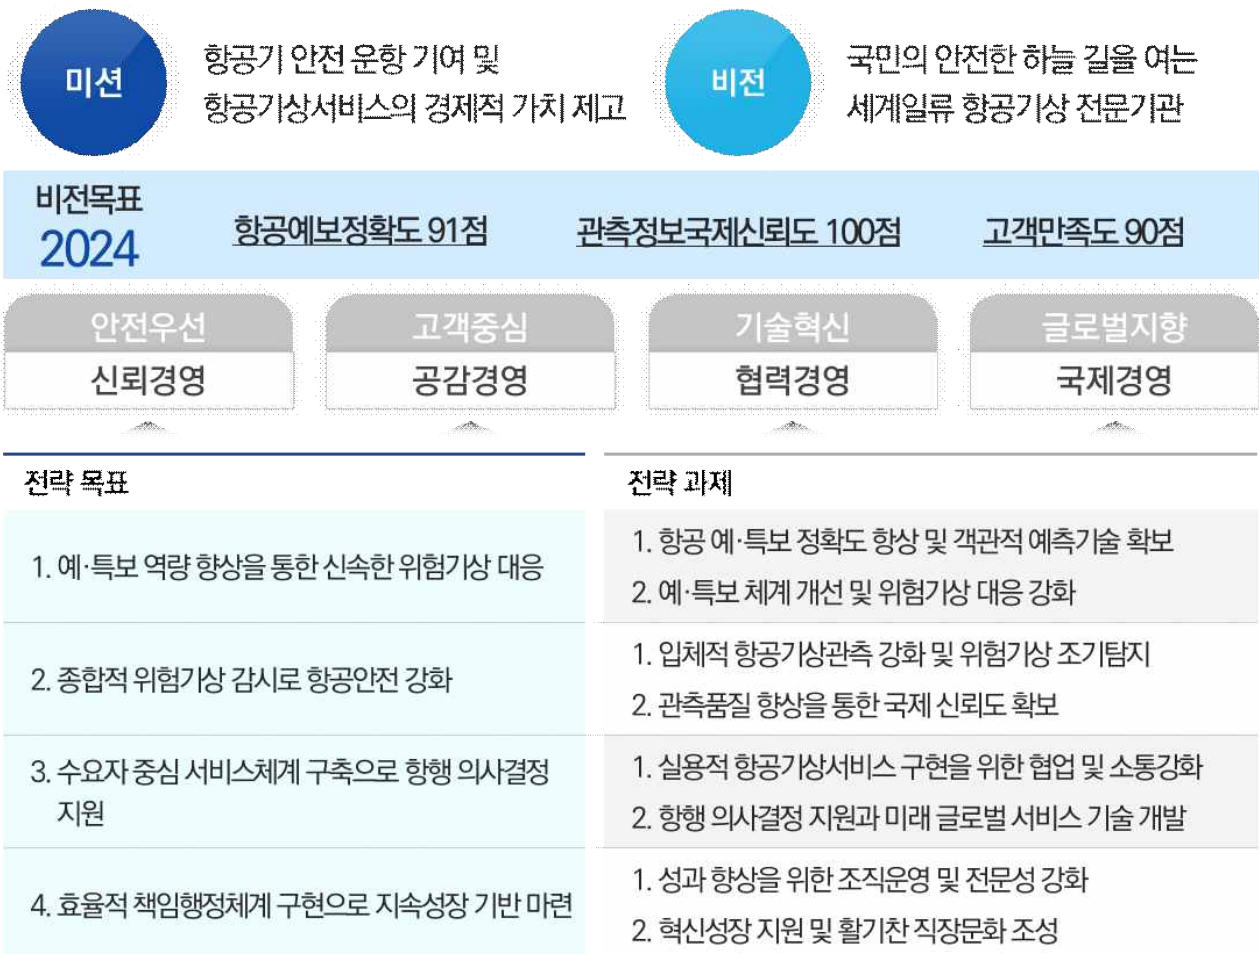 미션
항공기 안전 운항 기여 및
항공기상서비스의 경제적 가치 제고
비전
국민의 안전한 하늘 길을 여는
세계일류 항공기상 전문기관
비전목표
2024
항공예보정확도 91점
관측정보국제신뢰도 100점
고객만족도 90점
안전우선
신뢰경영
고객중심
공감경영
기술혁신
협력경영
글로벌지향
국제경영
전략 목표
전략 과제
1. 예·특보 역량 향상을 통한 신속한 위험기상 대응
1. 항공 예·특보 정확도 향상 및 객관적 예측기술 확보
2. 예·특보 체계 개선 및 위험기상 대응 강화
2. 종합적 위험기상 감시로 항공안전 강화
1. 입체적 항공기상관측 강화 및 위험기상 조기탐지
2. 관측품질 향상을 통한 국제 신뢰도 확보
3. 수요자 중심 서비스체계 구축으로 항행 의사결정
지원
1. 실용적 항공기상서비스 구현을 위한 협업 및 소통강화
2. 항행 의사결정 지원과 미래 글로벌 서비스 기술 개발
4. 효율적 책임행정체계 구현으로 지속성장 기반 마련
1. 성과 향상을 위한 조직운영 및 전문성 강화
2. 혁신성장 지원 및 활기찬 직장문화 조성